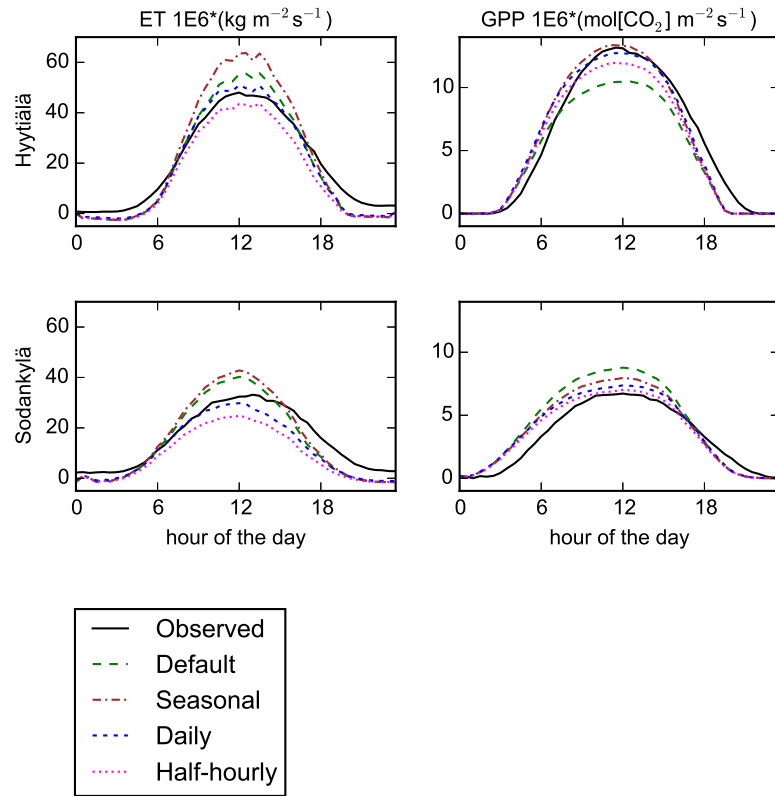 ET 1E6*(kg m⁻² s⁻¹)
GPP 1E6*(mol[CO₂] m⁻² s⁻¹)
Hyytiälä
60
40
20
0
0 6 12 18
10
5
0
0 6 12 18
Sodankylä
60
40
20
0
0 6 12 18
hour of the day
10
5
0
0 6 12 18
hour of the day
Observed
Default
Seasonal
Daily
Half-hourly